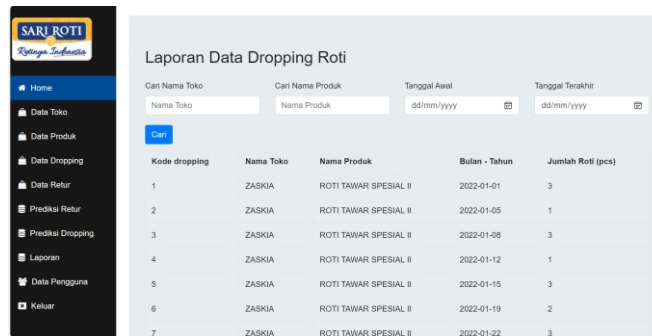 SARI ROTI
Rotinya Indonesia
Home
Data Toko
Data Produk
Data Dropping
Data Retur
Prediksi Retur
Prediksi Dropping
Laporan
Data Pengguna
Keluar
Laporan Data Dropping Roti
Cari Nama Toko Cari Nama Produk Tanggal Awal Tanggal Terakhir
Nama Toko Nama Produk dd/mm/yyyy dd/mm/yyyy
Cari
Kode dropping Nama Toko Nama Produk Bulan - Tahun Jumlah Roti (pcs)
1 ZASKIA ROTI TAWAR SPESIAL II 2022-01-01 3
2 ZASKIA ROTI TAWAR SPESIAL II 2022-01-05 1
3 ZASKIA ROTI TAWAR SPESIAL II 2022-01-08 3
4 ZASKIA ROTI TAWAR SPESIAL II 2022-01-12 1
5 ZASKIA ROTI TAWAR SPESIAL II 2022-01-15 3
6 ZASKIA ROTI TAWAR SPESIAL II 2022-01-19 2
7 ZASKIA ROTI TAWAR SPESIAL II 2022-01-22 3